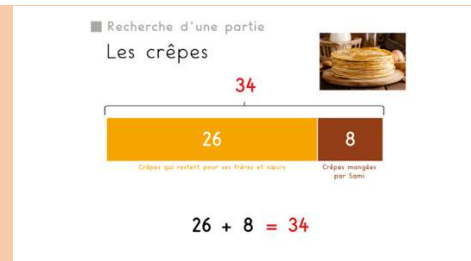 Recherche d'une partie
Les crêpes
34
26 8
Crêpes qui restent pour ses frères et sœurs
Crêpes mangées
par Sami
26 + 8 = 34